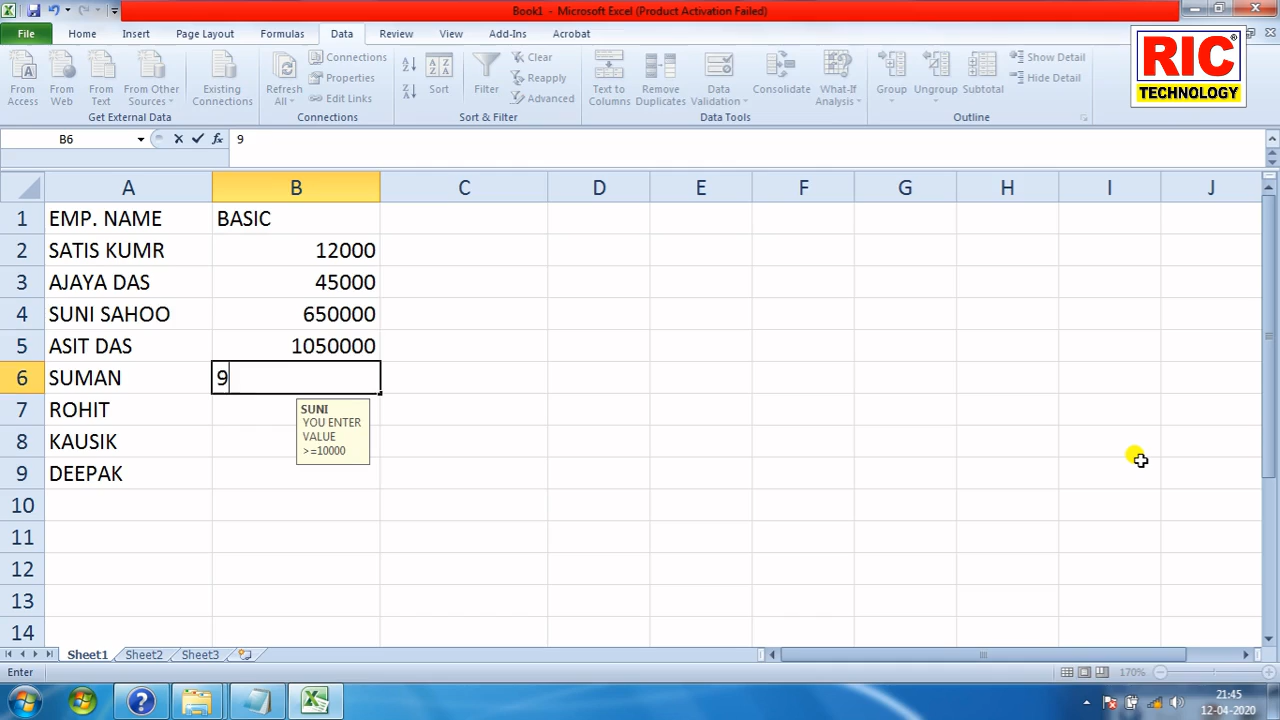 Book1 - Microsoft Excel (Product Activation Failed)
File Home Insert Page Layout Formulas Data Review View Add-Ins Acrobat
From Access
From Web
From Text
From Other Sources
Get External Data
Existing Connections
Refresh All
Connections
Properties
Edit Links
Connections
Sort
Filter
Clear
Reapply
Advanced
Sort & Filter
Text to Columns
Remove Duplicates
Data Validation
Consolidate
What-If Analysis
Data Tools
Group
Ungroup
Subtotal
Show Detail
Hide Detail
Outline
RIC®
TECHNOLOGY
B6 fx 9
A B C D E F G H I J
1 EMP. NAME BASIC
2 SATIS KUMR 12000
3 AJAYA DAS 45000
4 SUNI SAHOO 650000
5 ASIT DAS 1050000
6 SUMAN 9
7 ROHIT
8 KAUSIK
9 DEEPAK
10
11
12
13
14
SUNI
YOU ENTER
VALUE
>=10000
Sheet1 Sheet2 Sheet3
Enter 170%
21:45
12-04-2020